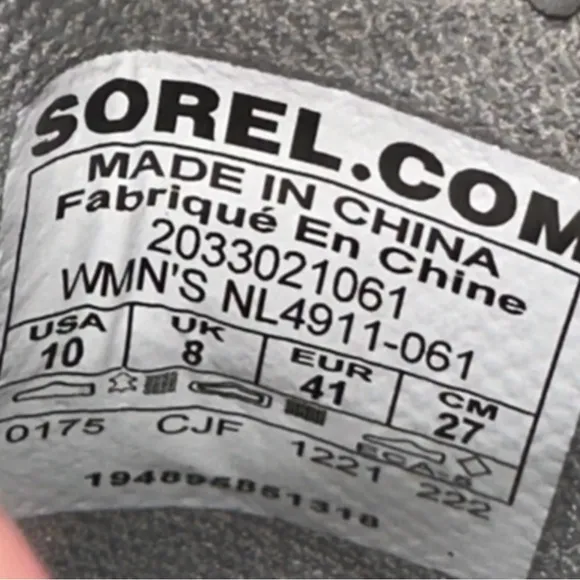 SOREL.COM
MADE IN CHINA
Fabriqué En Chine
2033021061
WMN'S NL4911-061
USA UK EUR CM
10 8 41 27
0175 CJF 1221 222